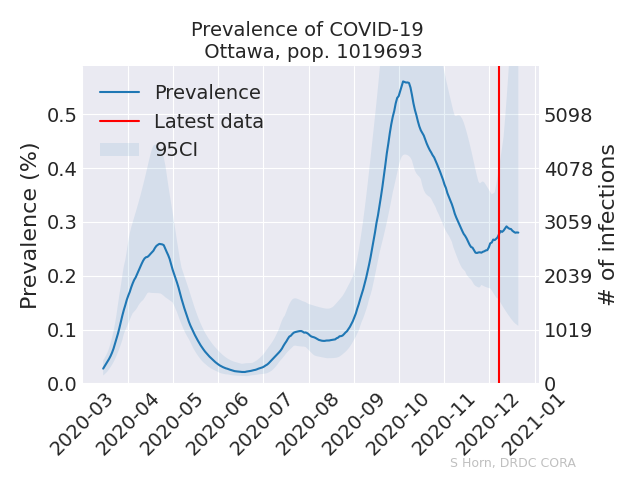 Prevalence of COVID-19
Ottawa, pop. 1019693
Prevalence
Latest data
95CI
Prevalence (%)
0.5
0.4
0.3
0.2
0.1
0.0
5098
4078
3059
2039
1019
0
# of infections
2020-03
2020-04
2020-05
2020-06
2020-07
2020-08
2020-09
2020-10
2020-11
2020-12
2021-01
S Horn, DRDC CORA